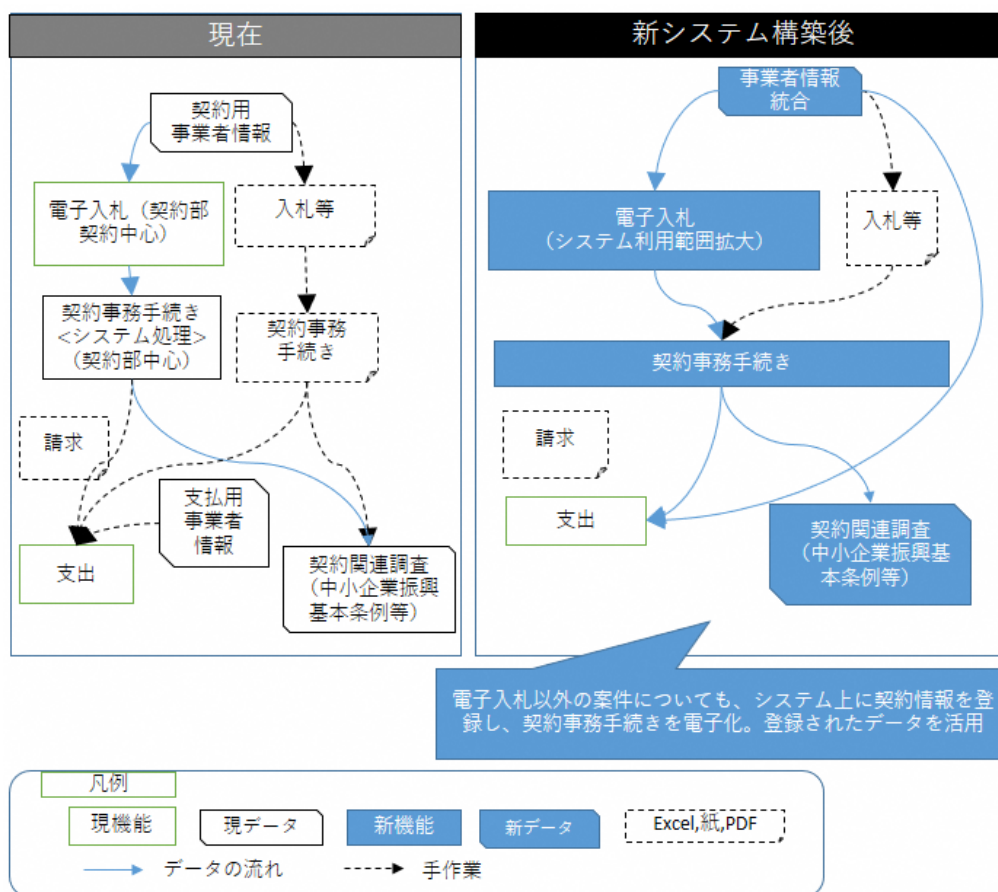 現在
契約用
事業者情報
電子入札（契約部
契約中心）
入札等
契約事務手続き
<システム処理>
（契約部中心）
契約事務
手続き
請求
支払用
事業者
情報
支出
契約関連調査
（中小企業振興
基本条例等）
新システム構築後
事業者情報
統合
電子入札
（システム利用範囲拡大）
入札等
契約事務手続き
請求
支出
契約関連調査
（中小企業振興基
本条例等）
電子入札以外の案件についても、システム上に契約情報を登
録し、契約事務手続きを電子化。登録されたデータを活用
凡例
現機能
現データ
新機能
新データ
Excel,紙,PDF
データの流れ
手作業